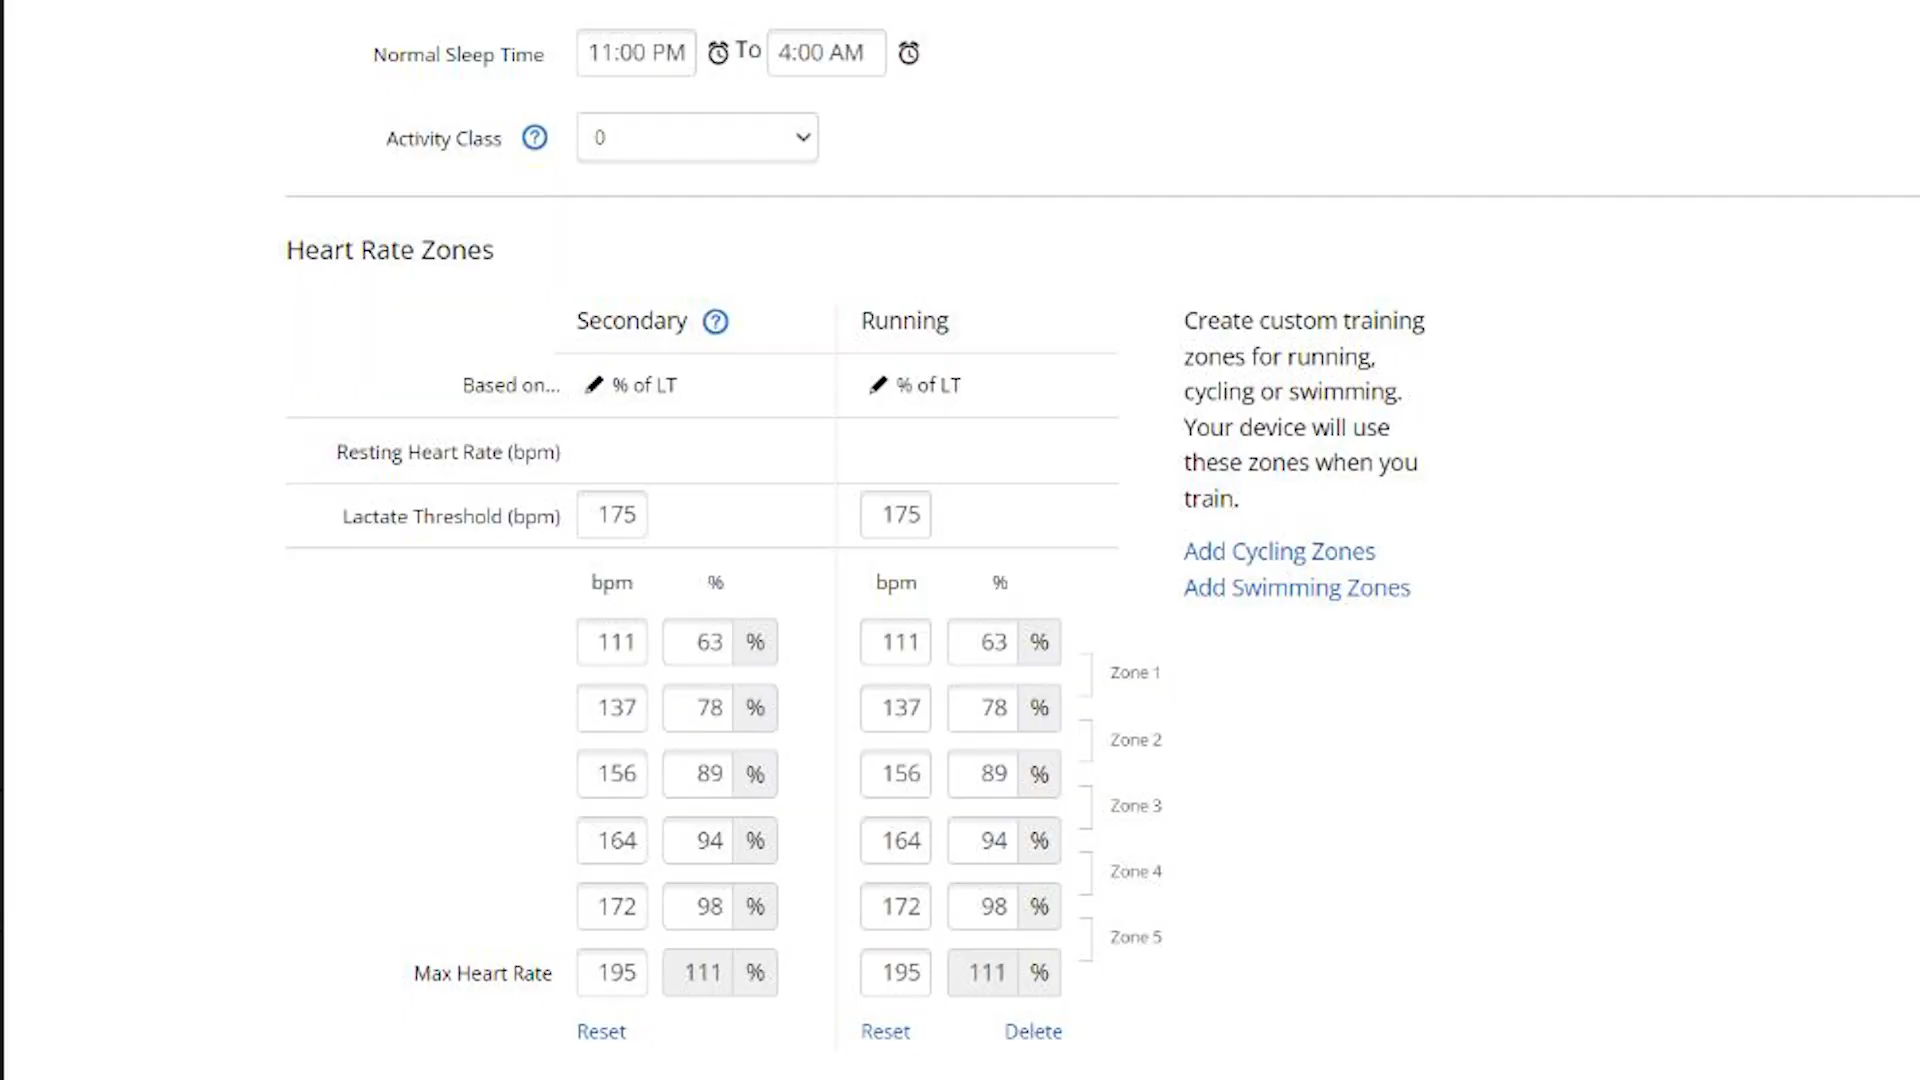 Normal Sleep Time 11:00 PM To 4:00 AM
Activity Class ? 0
Heart Rate Zones
Secondary ? Running
Based on... % of LT % of LT
Resting Heart Rate (bpm)
Lactate Threshold (bpm) 175 175
bpm % bpm %
111 63 % 111 63 %
Zone 1
137 78 % 137 78 %
Zone 2
156 89 % 156 89 %
Zone 3
164 94 % 164 94 %
Zone 4
172 98 % 172 98 %
Zone 5
Max Heart Rate 195 111 % 195 111 %
Reset Reset Delete
Create custom training
zones for running,
cycling or swimming.
Your device will use
these zones when you
train.
Add Cycling Zones
Add Swimming Zones